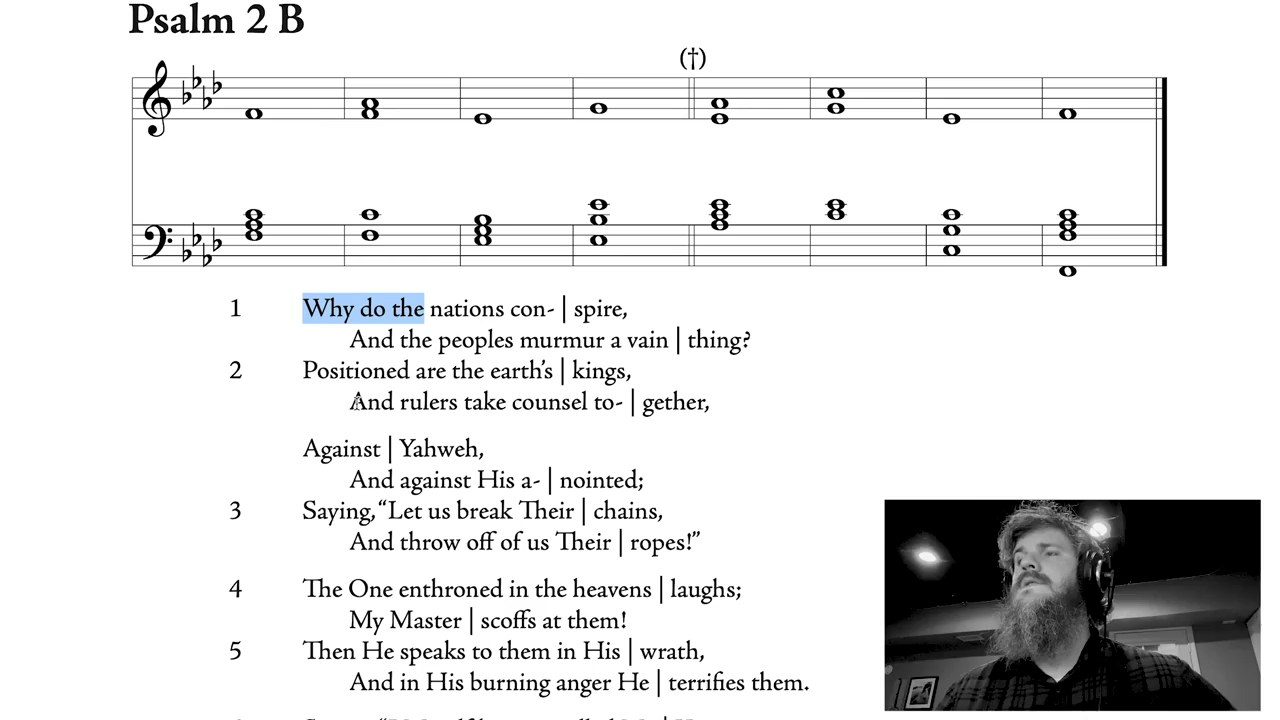 Psalm 2 B
(†)
1 Why do the nations con- | spire,
And the peoples murmur a vain | thing?
2 Positioned are the earth’s | kings,
And rulers take counsel to- | gether,
Against | Yahweh,
And against His a- | nointed;
3 Saying, “Let us break Their | chains,
And throw off of us Their | ropes!”
4 The One enthroned in the heavens | laughs;
My Master | scoffs at them!
5 Then He speaks to them in His | wrath,
And in His burning anger He | terrifies them.